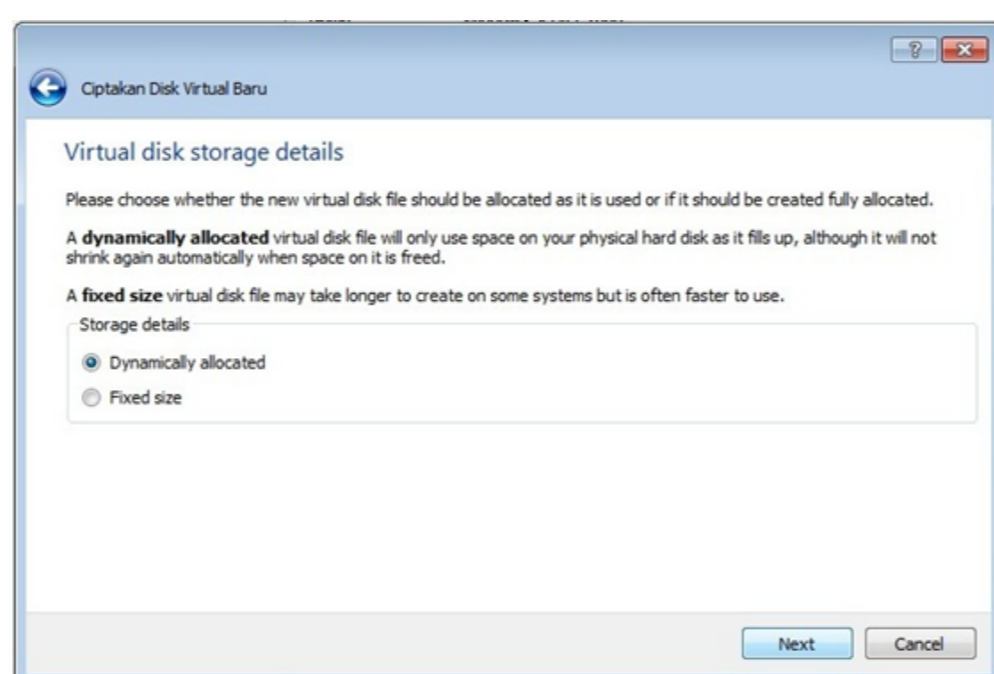 Ciptakan Disk Virtual Baru
Virtual disk storage details
Please choose whether the new virtual disk file should be allocated as it is used or if it should be created fully allocated.
A dynamically allocated virtual disk file will only use space on your physical hard disk as it fills up, although it will not
shrink again automatically when space on it is freed.
A fixed size virtual disk file may take longer to create on some systems but is often faster to use.
Storage details
Dynamically allocated
Fixed size
Next Cancel